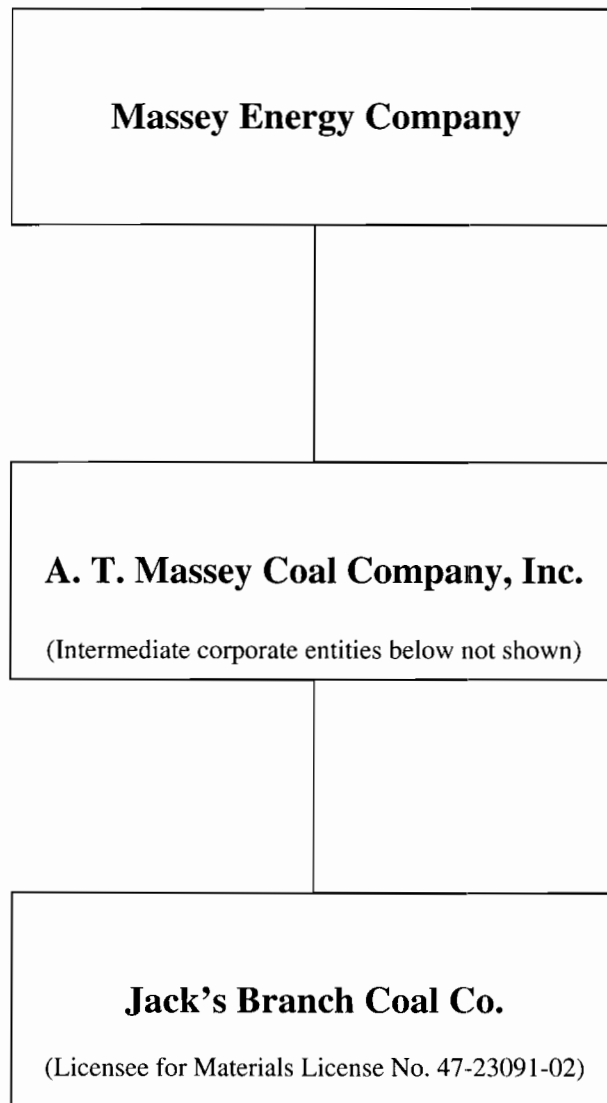 Massey Energy Company
A. T. Massey Coal Company, Inc.
(Intermediate corporate entities below not shown)
Jack's Branch Coal Co.
(Licensee for Materials License No. 47-23091-02)